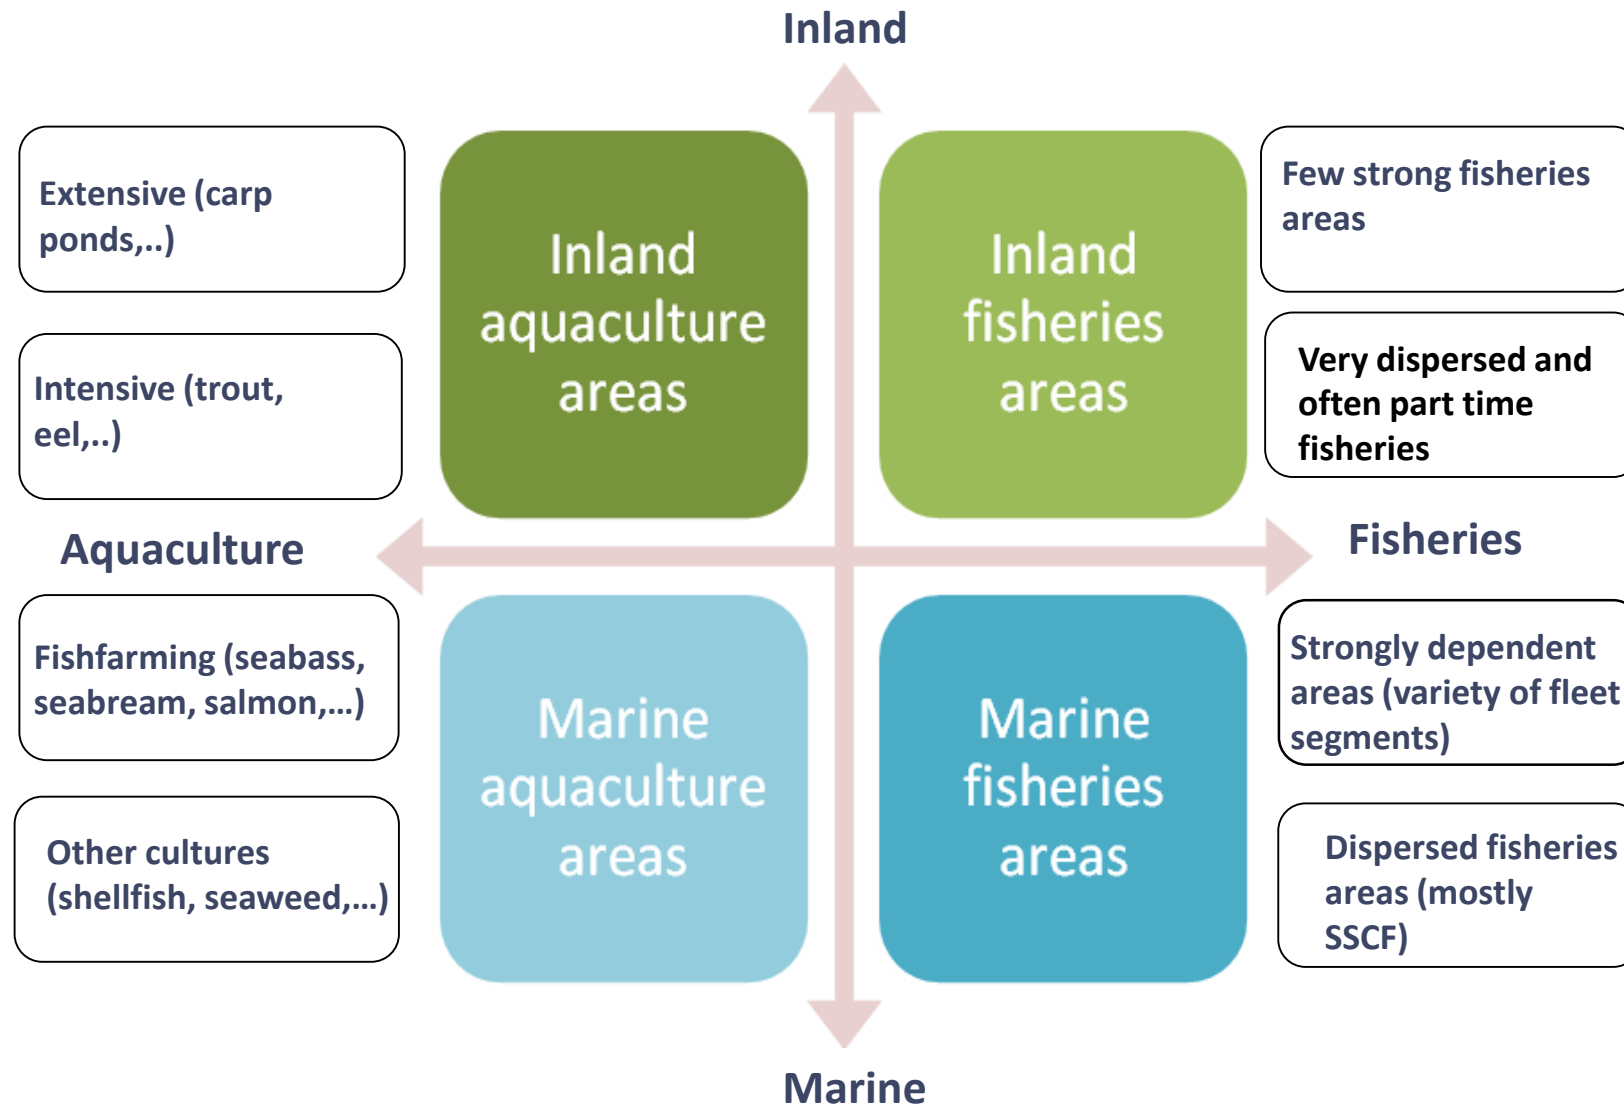 Inland
Extensive (carp
ponds,..)
Intensive (trout,
eel,..)
Inland
aquaculture
areas
Inland
fisheries
areas
Few strong fisheries
areas
Very dispersed and
often part time
fisheries
Aquaculture
Fisheries
Fishfarming (seabass,
seabream, salmon,...)
Other cultures
(shellfish, seaweed,...)
Marine
aquaculture
areas
Marine
fisheries
areas
Strongly dependent
areas (variety of fleet
segments)
Dispersed fisheries
areas (mostly
SSCF)
Marine